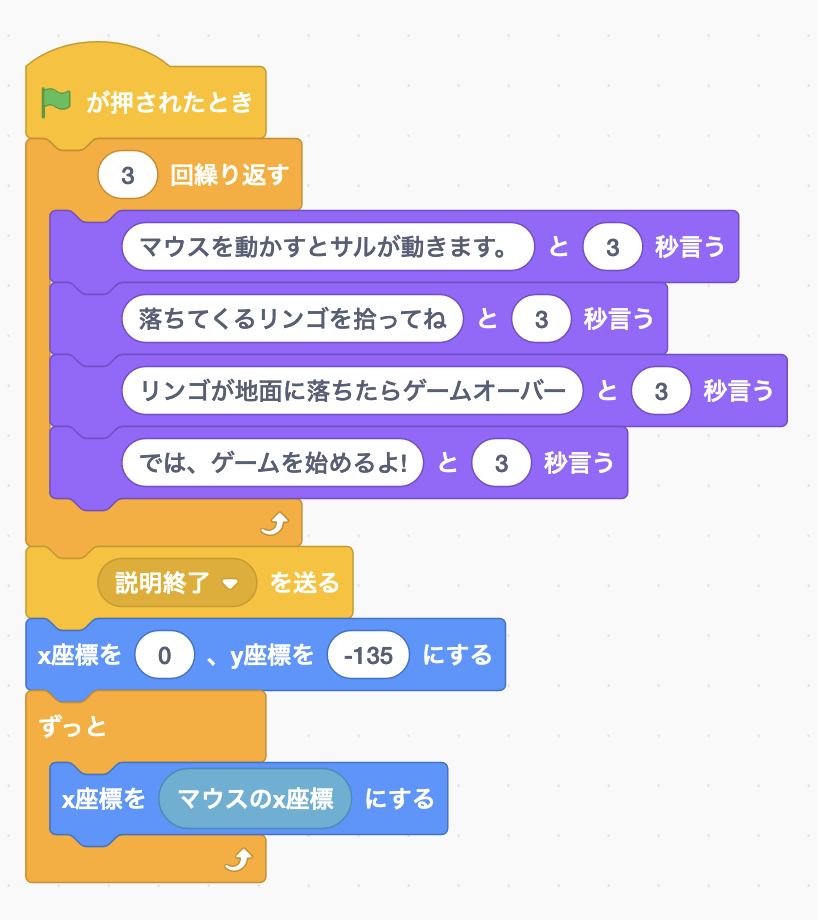 が押されたとき
3 回繰り返す
マウスを動かすとサルが動きます。 と 3 秒言う
落ちてくるリンゴを拾ってね と 3 秒言う
リンゴが地面に落ちたらゲームオーバー と 3 秒言う
では、ゲームを始めるよ! と 3 秒言う
説明終了 を送る
x座標を 0 、y座標を -135 にする
ずっと
x座標を マウスのx座標 にする